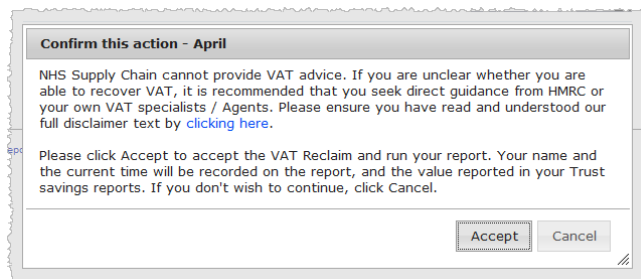 Confirm this action - April
NHS Supply Chain cannot provide VAT advice. If you are unclear whether you are
able to recover VAT, it is recommended that you seek direct guidance from HMRC or
your own VAT specialists / Agents. Please ensure you have read and understood our
full disclaimer text by clicking here.
Please click Accept to accept the VAT Reclaim and run your report. Your name and
the current time will be recorded on the report, and the value reported in your Trust
savings reports. If you don't wish to continue, click Cancel.
Accept Cancel